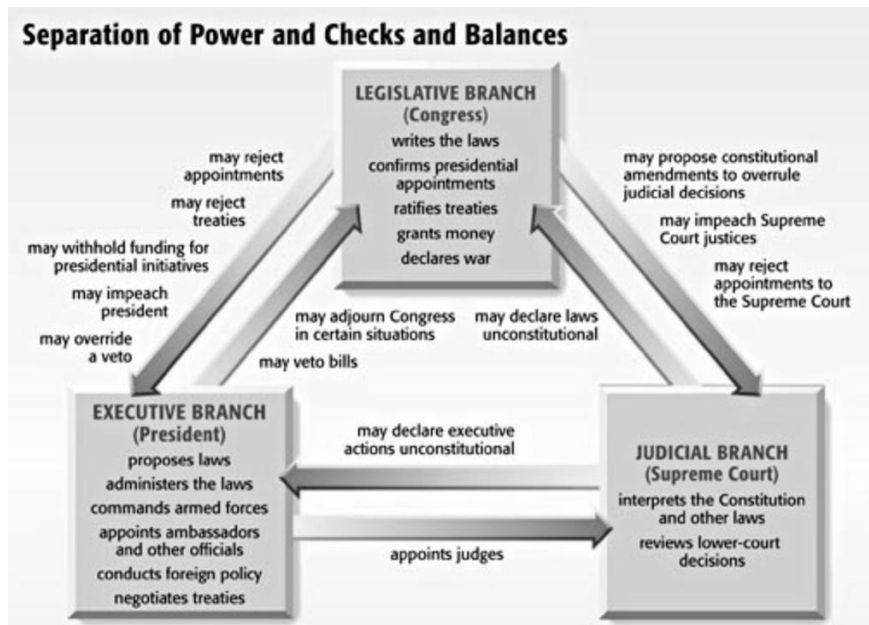 Separation of Power and Checks and Balances
LEGISLATIVE BRANCH
(Congress)
writes the laws
confirms presidential
appointments
ratifies treaties
grants money
declares war
may reject
appointments
may reject
treaties
may withhold funding for
presidential initiatives
may impeach
president
may override
a veto
may propose constitutional
amendments to overrule
judicial decisions
may impeach Supreme
Court justices
may reject
appointments to
the Supreme Court
may adjourn Congress
in certain situations
may veto bills
may declare laws
unconstitutional
EXECUTIVE BRANCH
(President)
proposes laws
administers the laws
commands armed forces
appoints ambassadors
and other officials
conducts foreign policy
negotiates treaties
may declare executive
actions unconstitutional
appoints judges
JUDICIAL BRANCH
(Supreme Court)
interprets the Constitution
and other laws
reviews lower-court
decisions